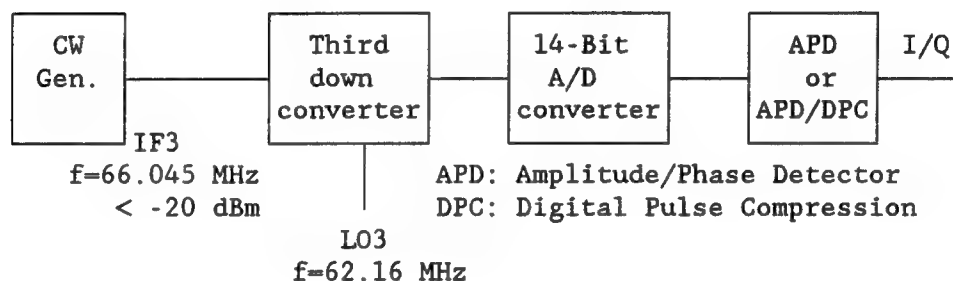 CW
Gen.
Third
down
converter
14-Bit
A/D
converter
APD
or
APD/DPC
I/Q
IF3
f=66.045 MHz
< -20 dBm
APD: Amplitude/Phase Detector
DPC: Digital Pulse Compression
LO3
f=62.16 MHz